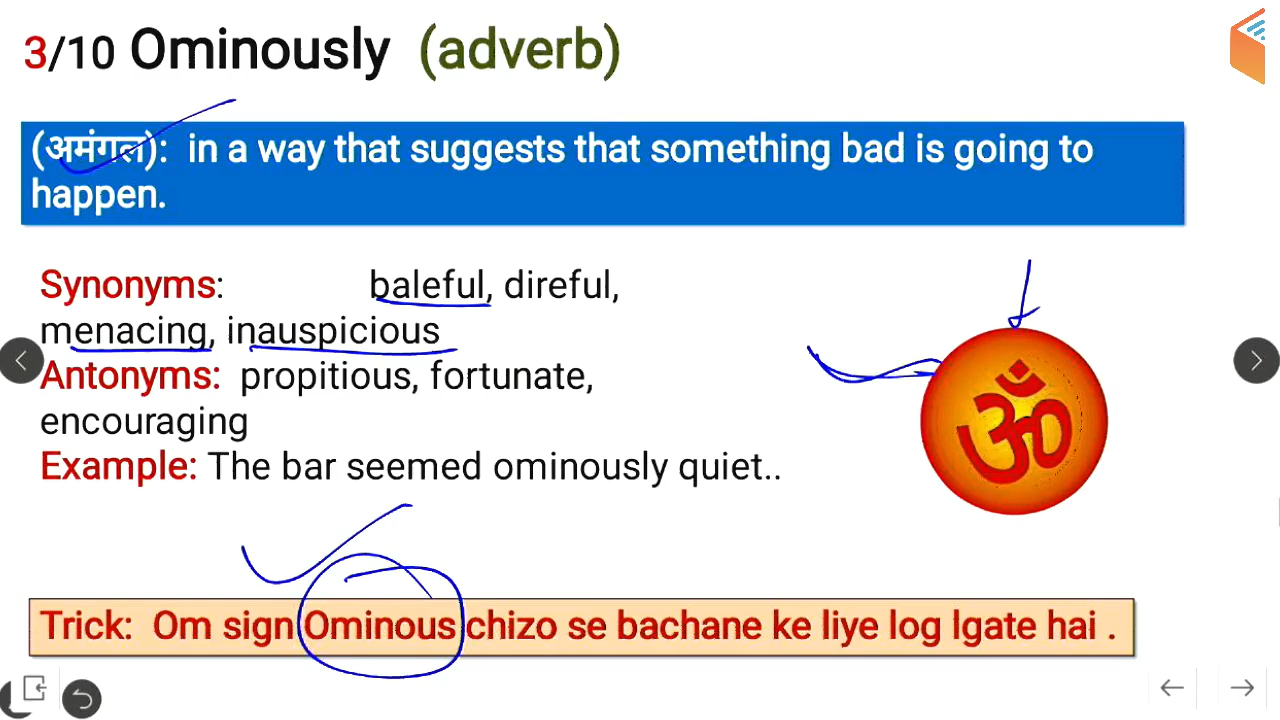 3/10 Ominously (adverb)
(अमंगल): in a way that suggests that something bad is going to
happen.
Synonyms: baleful, direful,
menacing, inauspicious
Antonyms: propitious, fortunate,
encouraging
Example: The bar seemed ominously quiet..
ॐ
Trick: Om sign Ominous chizo se bachane ke liye log lgate hai .